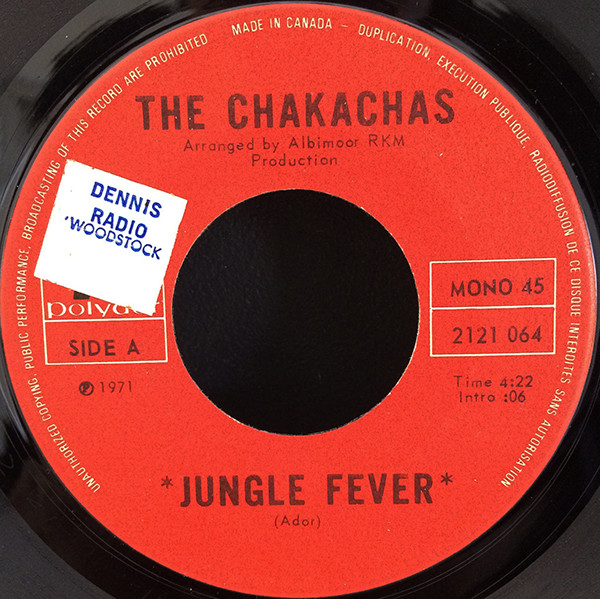 MADE IN CANADA - DUPLICATION, EXECUTION PUBLIQUE, RADIODIFFUSION DE CE DISQUE INTERDITES SANS AUTORISATION
UNAUTHORIZED COPYING, PUBLIC PERFORMANCE, BROADCASTING OF THIS RECORD ARE PROHIBITED
THE CHAKACHAS
Arranged by Albimoor RKM
Production
DENNIS
RADIO
'WOODSTOCK
polydor
SIDE A
℗ 1971
MONO 45
2121 064
Time 4:22
Intro :06
*JUNGLE FEVER*
(Ador)